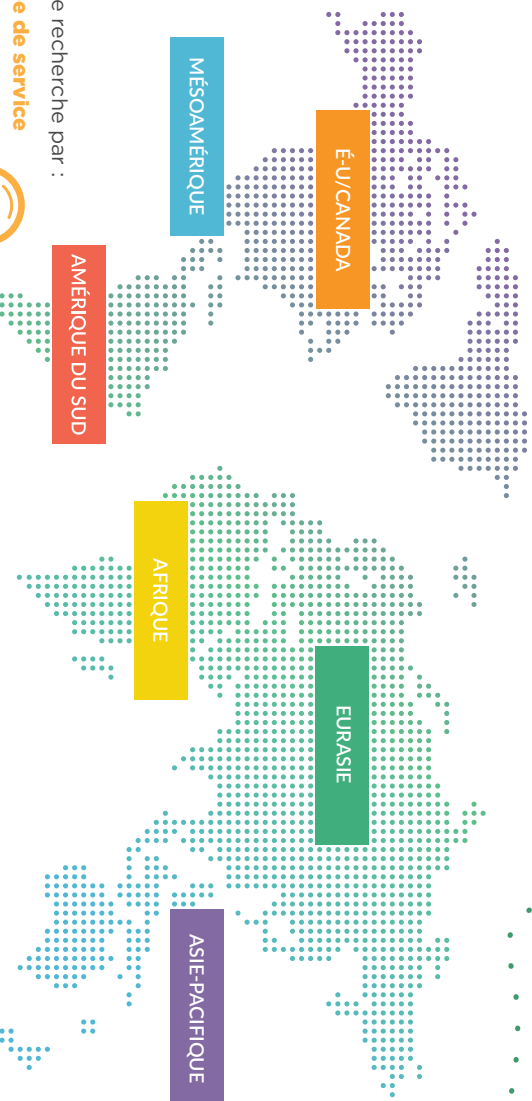 É-U/CANADA
MÉSOAMÉRIQUE
AMÉRIQUE DU SUD
AFRIQUE
EURASIE
ASIE-PACIFIQUE
e recherche par :
e de service